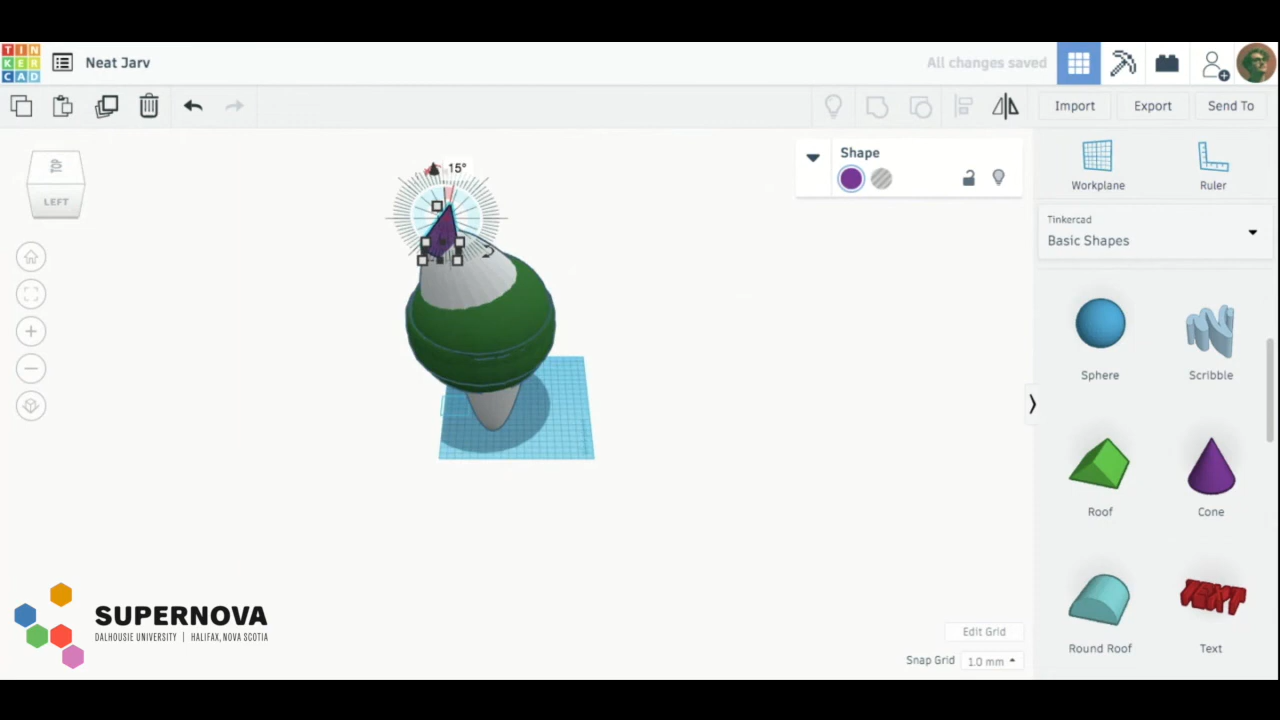 TIN
KER
CAD
Neat Jarv
All changes saved
Import
Export
Send To
TOP
LEFT
15°
Shape
Workplane
Ruler
Tinkercad
Basic Shapes
Sphere
Scribble
Roof
Cone
Round Roof
TEXT
Text
Edit Grid
Snap Grid
1.0 mm
SUPERNOVA
DALHOUSIE UNIVERSITY | HALIFAX, NOVA SCOTIA